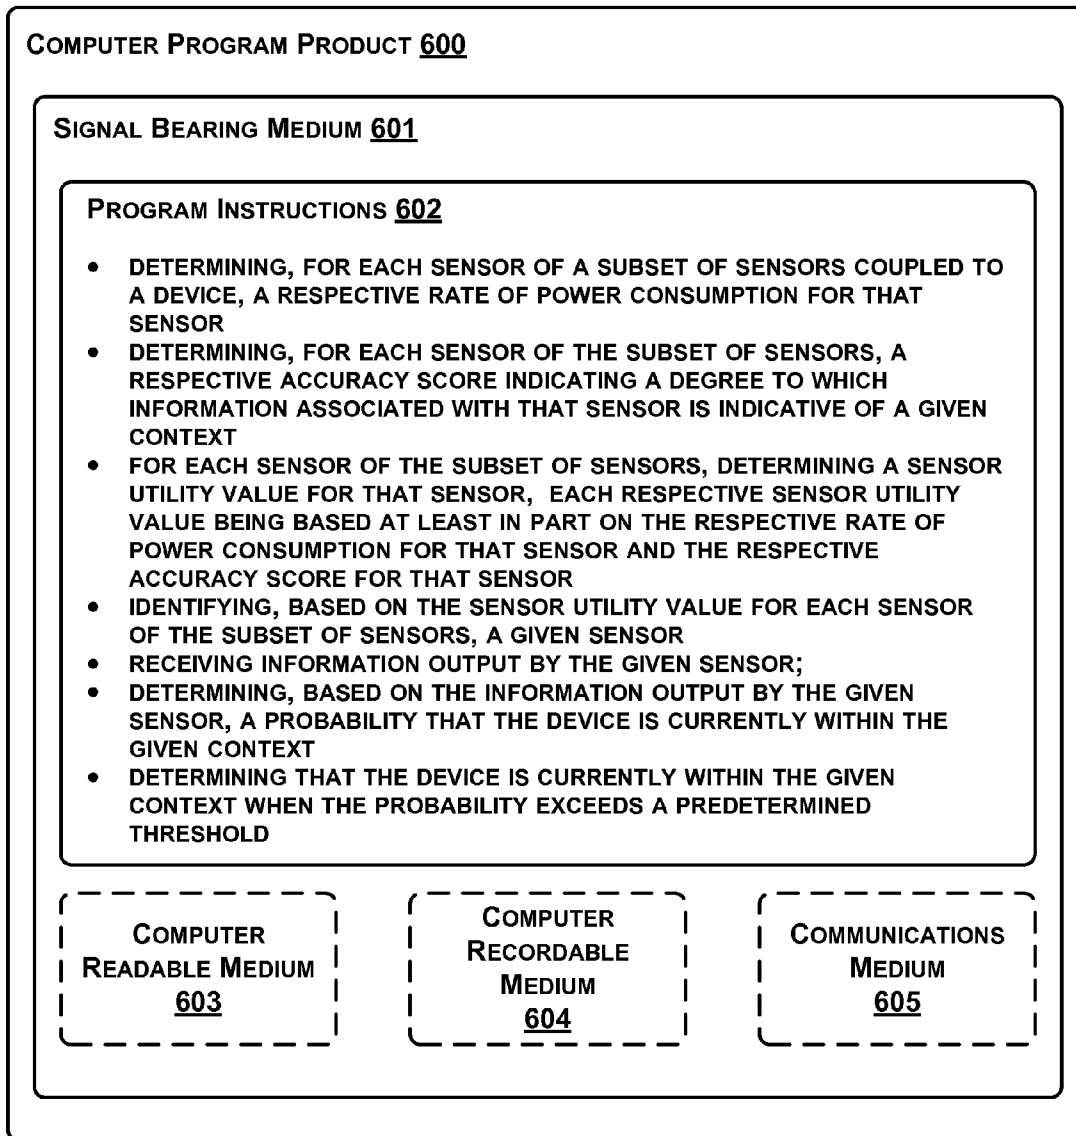 COMPUTER PROGRAM PRODUCT 600
SIGNAL BEARING MEDIUM 601
PROGRAM INSTRUCTIONS 602
• DETERMINING, FOR EACH SENSOR OF A SUBSET OF SENSORS COUPLED TO
A DEVICE, A RESPECTIVE RATE OF POWER CONSUMPTION FOR THAT
SENSOR
• DETERMINING, FOR EACH SENSOR OF THE SUBSET OF SENSORS, A
RESPECTIVE ACCURACY SCORE INDICATING A DEGREE TO WHICH
INFORMATION ASSOCIATED WITH THAT SENSOR IS INDICATIVE OF A GIVEN
CONTEXT
• FOR EACH SENSOR OF THE SUBSET OF SENSORS, DETERMINING A SENSOR
UTILITY VALUE FOR THAT SENSOR, EACH RESPECTIVE SENSOR UTILITY
VALUE BEING BASED AT LEAST IN PART ON THE RESPECTIVE RATE OF
POWER CONSUMPTION FOR THAT SENSOR AND THE RESPECTIVE
ACCURACY SCORE FOR THAT SENSOR
• IDENTIFYING, BASED ON THE SENSOR UTILITY VALUE FOR EACH SENSOR
OF THE SUBSET OF SENSORS, A GIVEN SENSOR
• RECEIVING INFORMATION OUTPUT BY THE GIVEN SENSOR;
• DETERMINING, BASED ON THE INFORMATION OUTPUT BY THE GIVEN
SENSOR, A PROBABILITY THAT THE DEVICE IS CURRENTLY WITHIN THE
GIVEN CONTEXT
• DETERMINING THAT THE DEVICE IS CURRENTLY WITHIN THE GIVEN
CONTEXT WHEN THE PROBABILITY EXCEEDS A PREDETERMINED
THRESHOLD
COMPUTER
READABLE MEDIUM
603
COMPUTER
RECORDABLE
MEDIUM
604
COMMUNICATIONS
MEDIUM
605